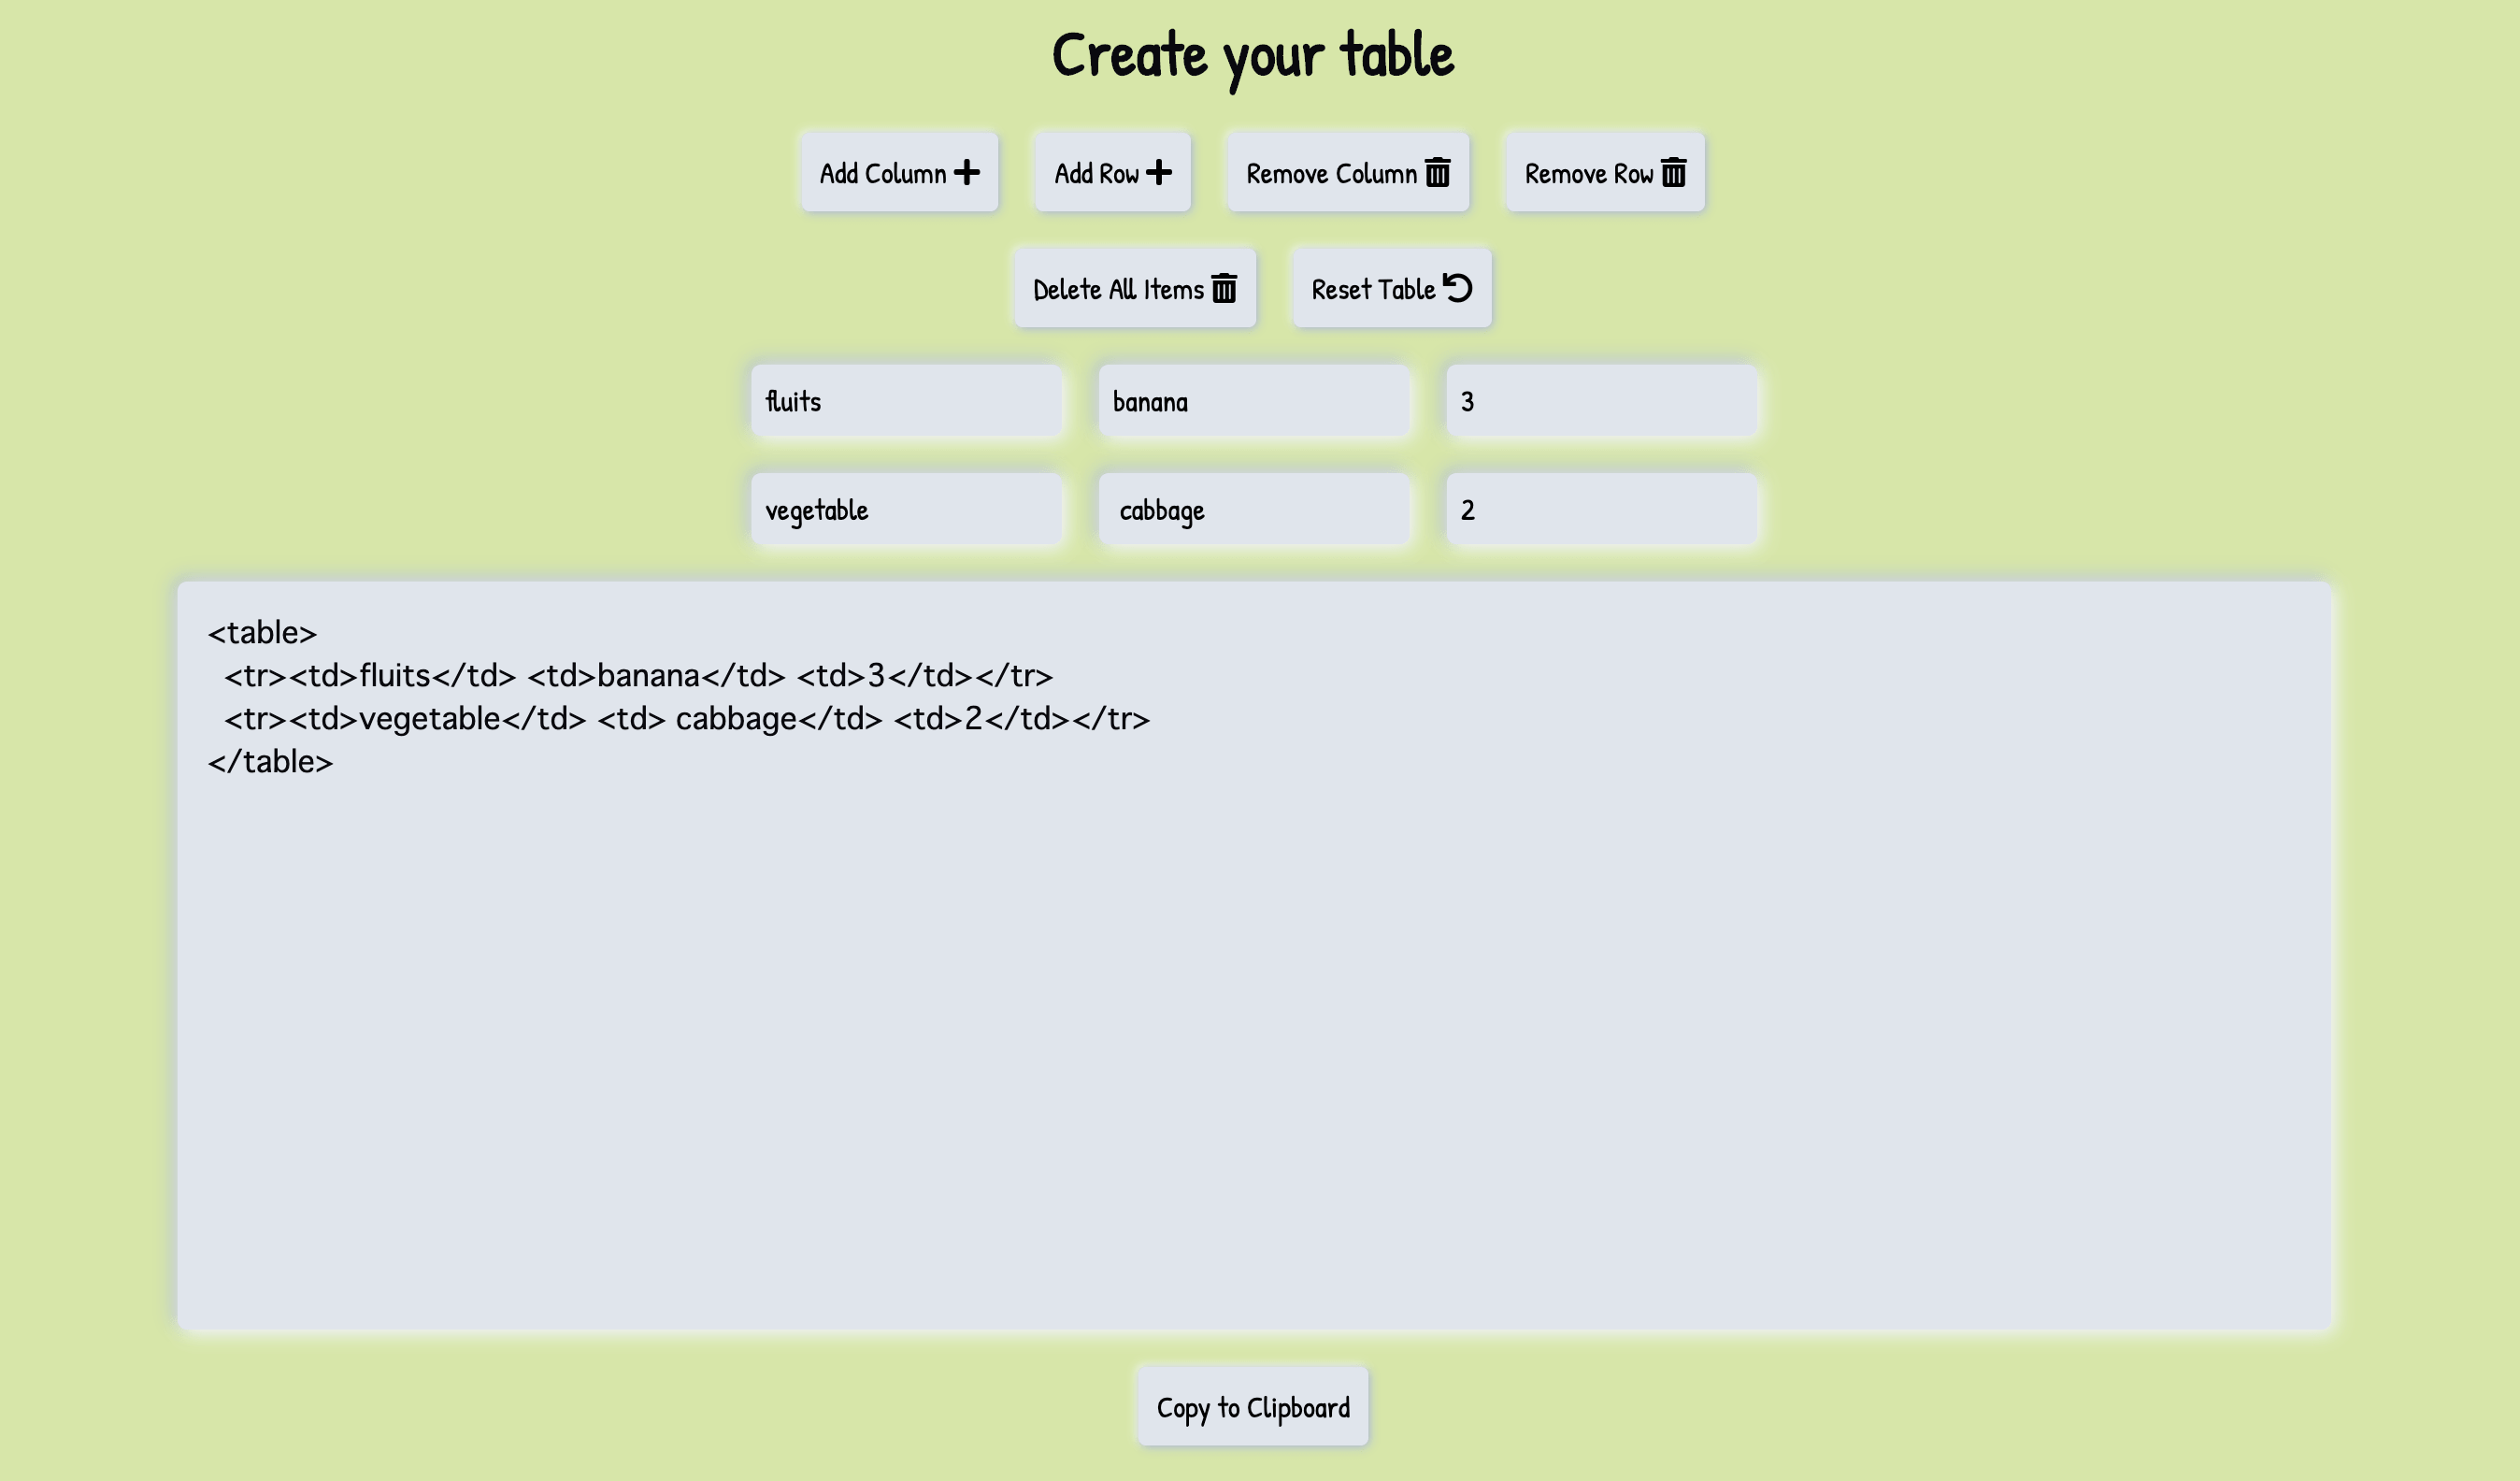 Create your table
Add Column
Add Row
Remove Column
Remove Row
Delete All Items
Reset Table
fluits
banana
3
vegetable
cabbage
2
<table>
<tr><td>fluits</td> <td>banana</td> <td>3</td></tr>
<tr><td>vegetable</td> <td> cabbage</td> <td>2</td></tr>
</table>
Copy to Clipboard